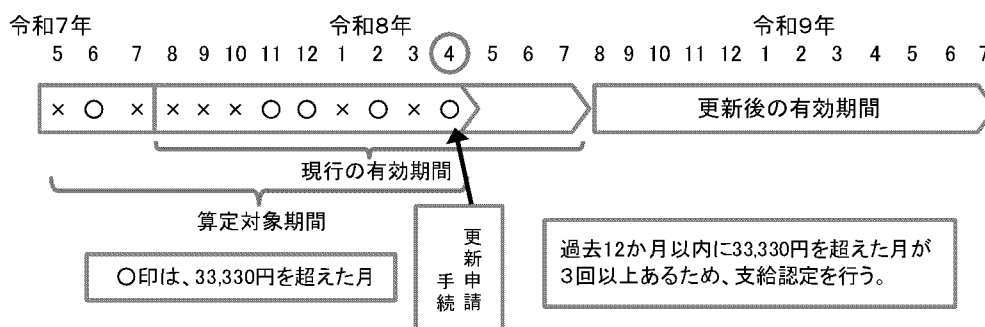 令和7年 令和8年 令和9年
5 6 7 8 9 10 11 12 1 2 3 4 5 6 7 8 9 10 11 12 1 2 3 4 5 6 7
× ○ × × × × ○ ○ × ○ × ○ 更新後の有効期間
現行の有効期間
算定対象期間
○印は、33,330円を超えた月
更新申請
手続
過去12か月以内に33,330円を超えた月が
3回以上あるため、支給認定を行う。